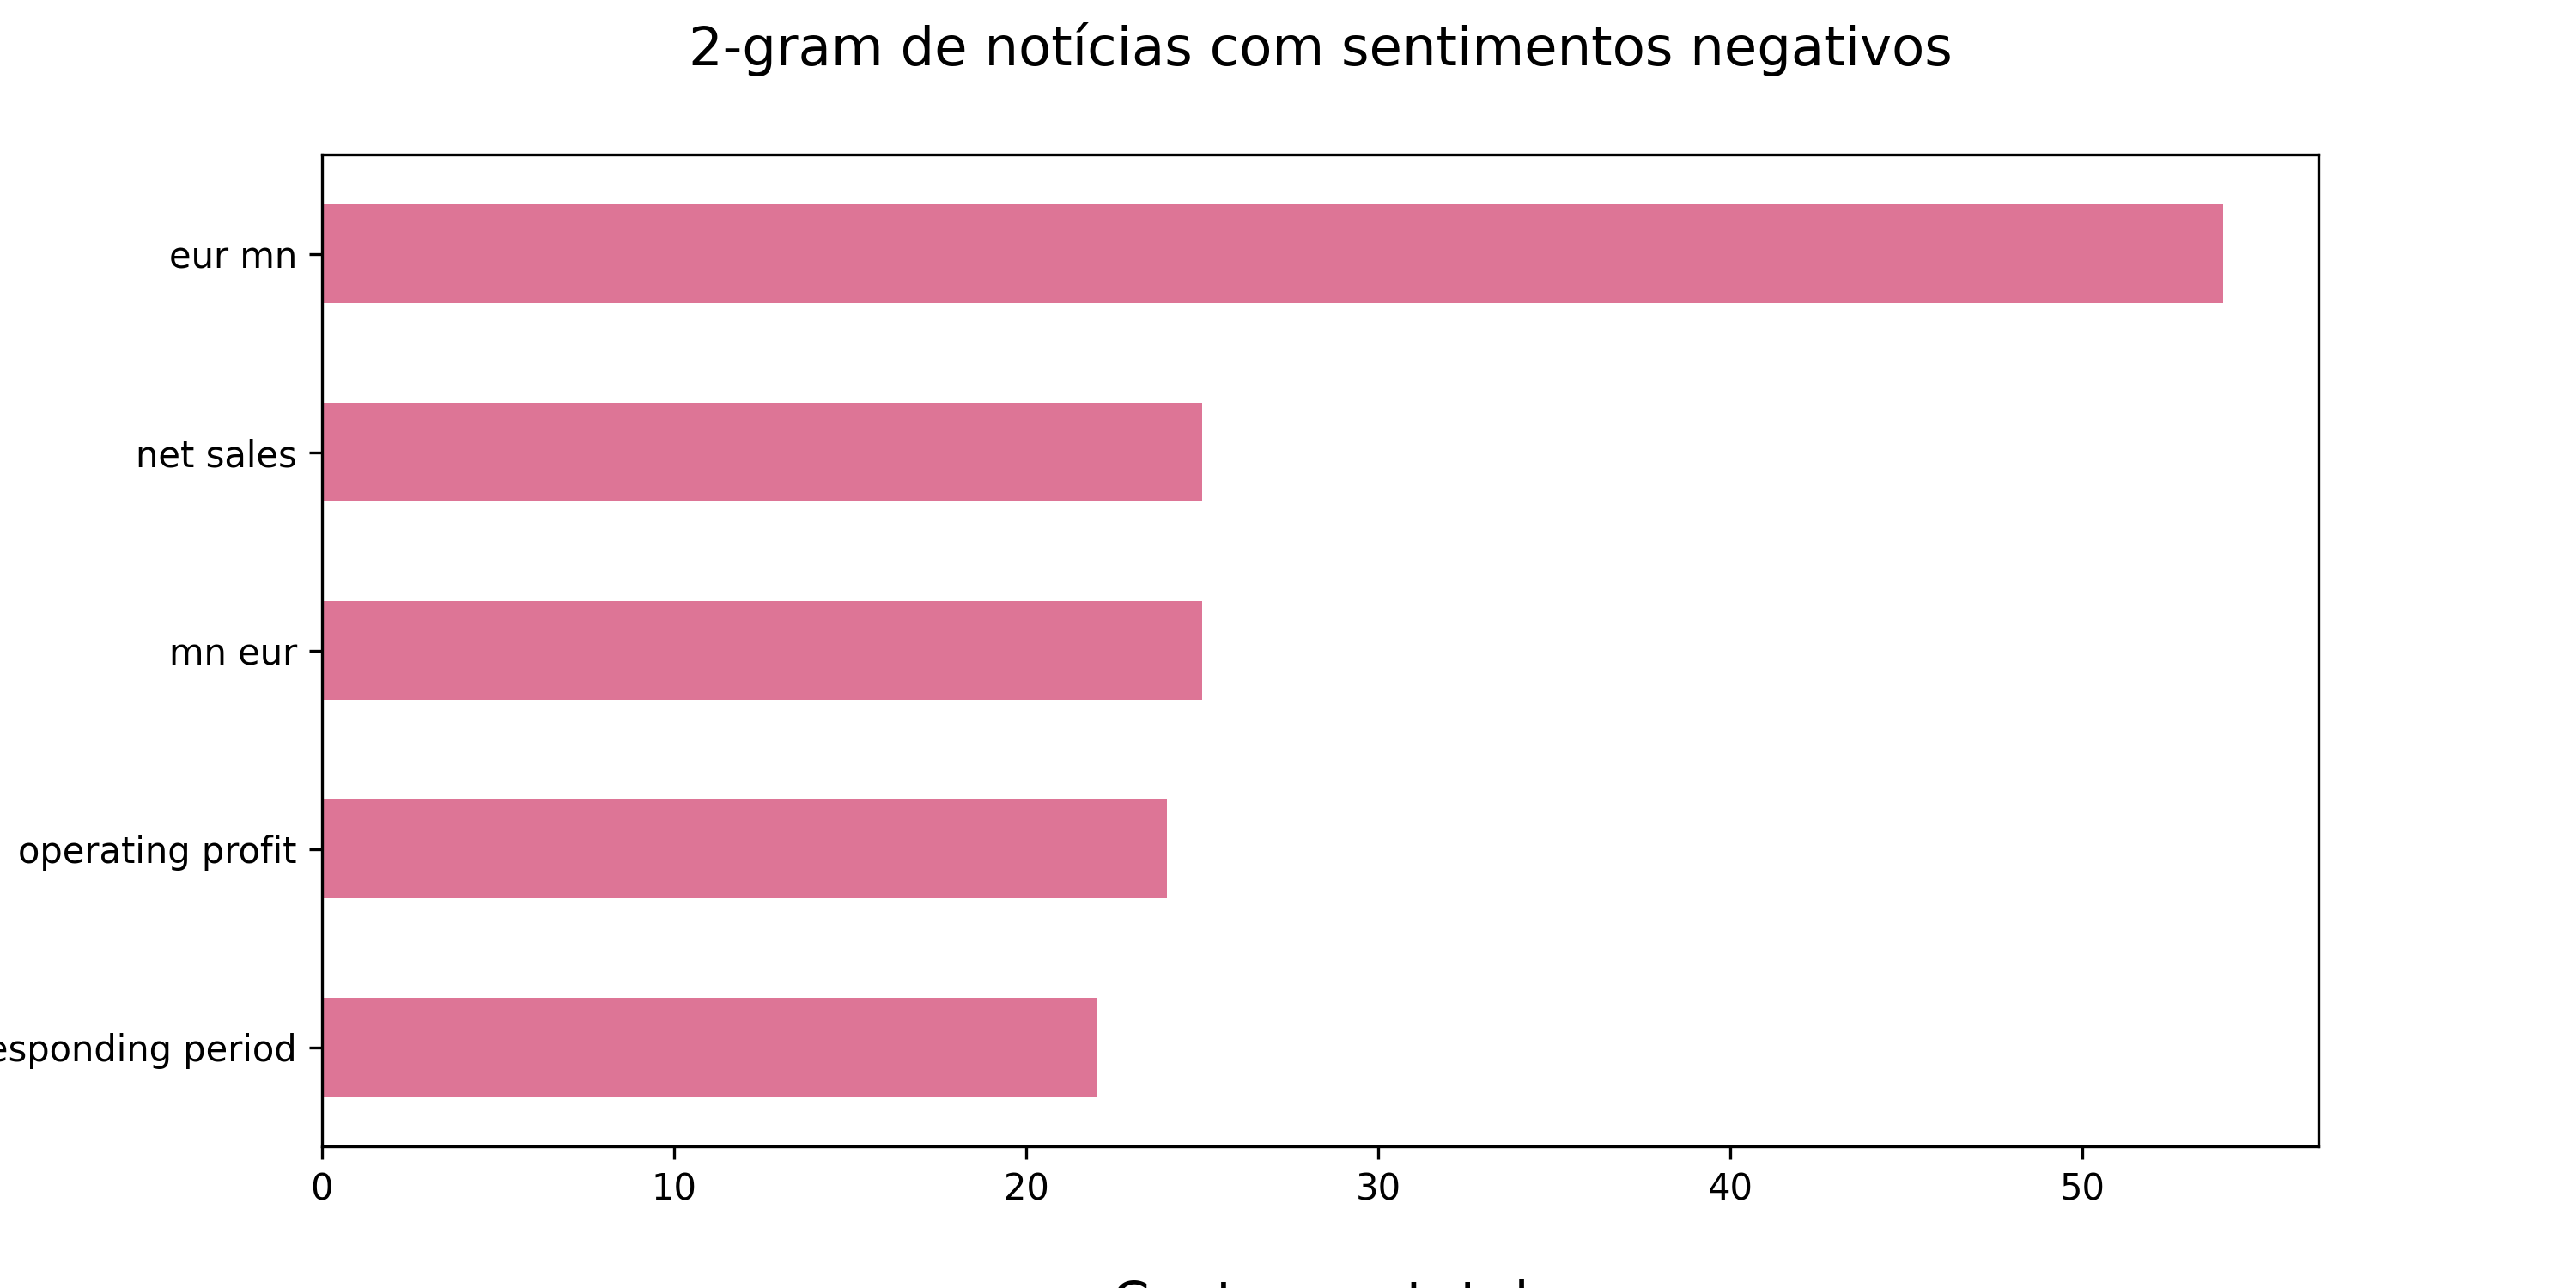 2-gram de notícias com sentimentos negativos
eur mn
net sales
mn eur
operating profit
period
0 10 20 30 40 50